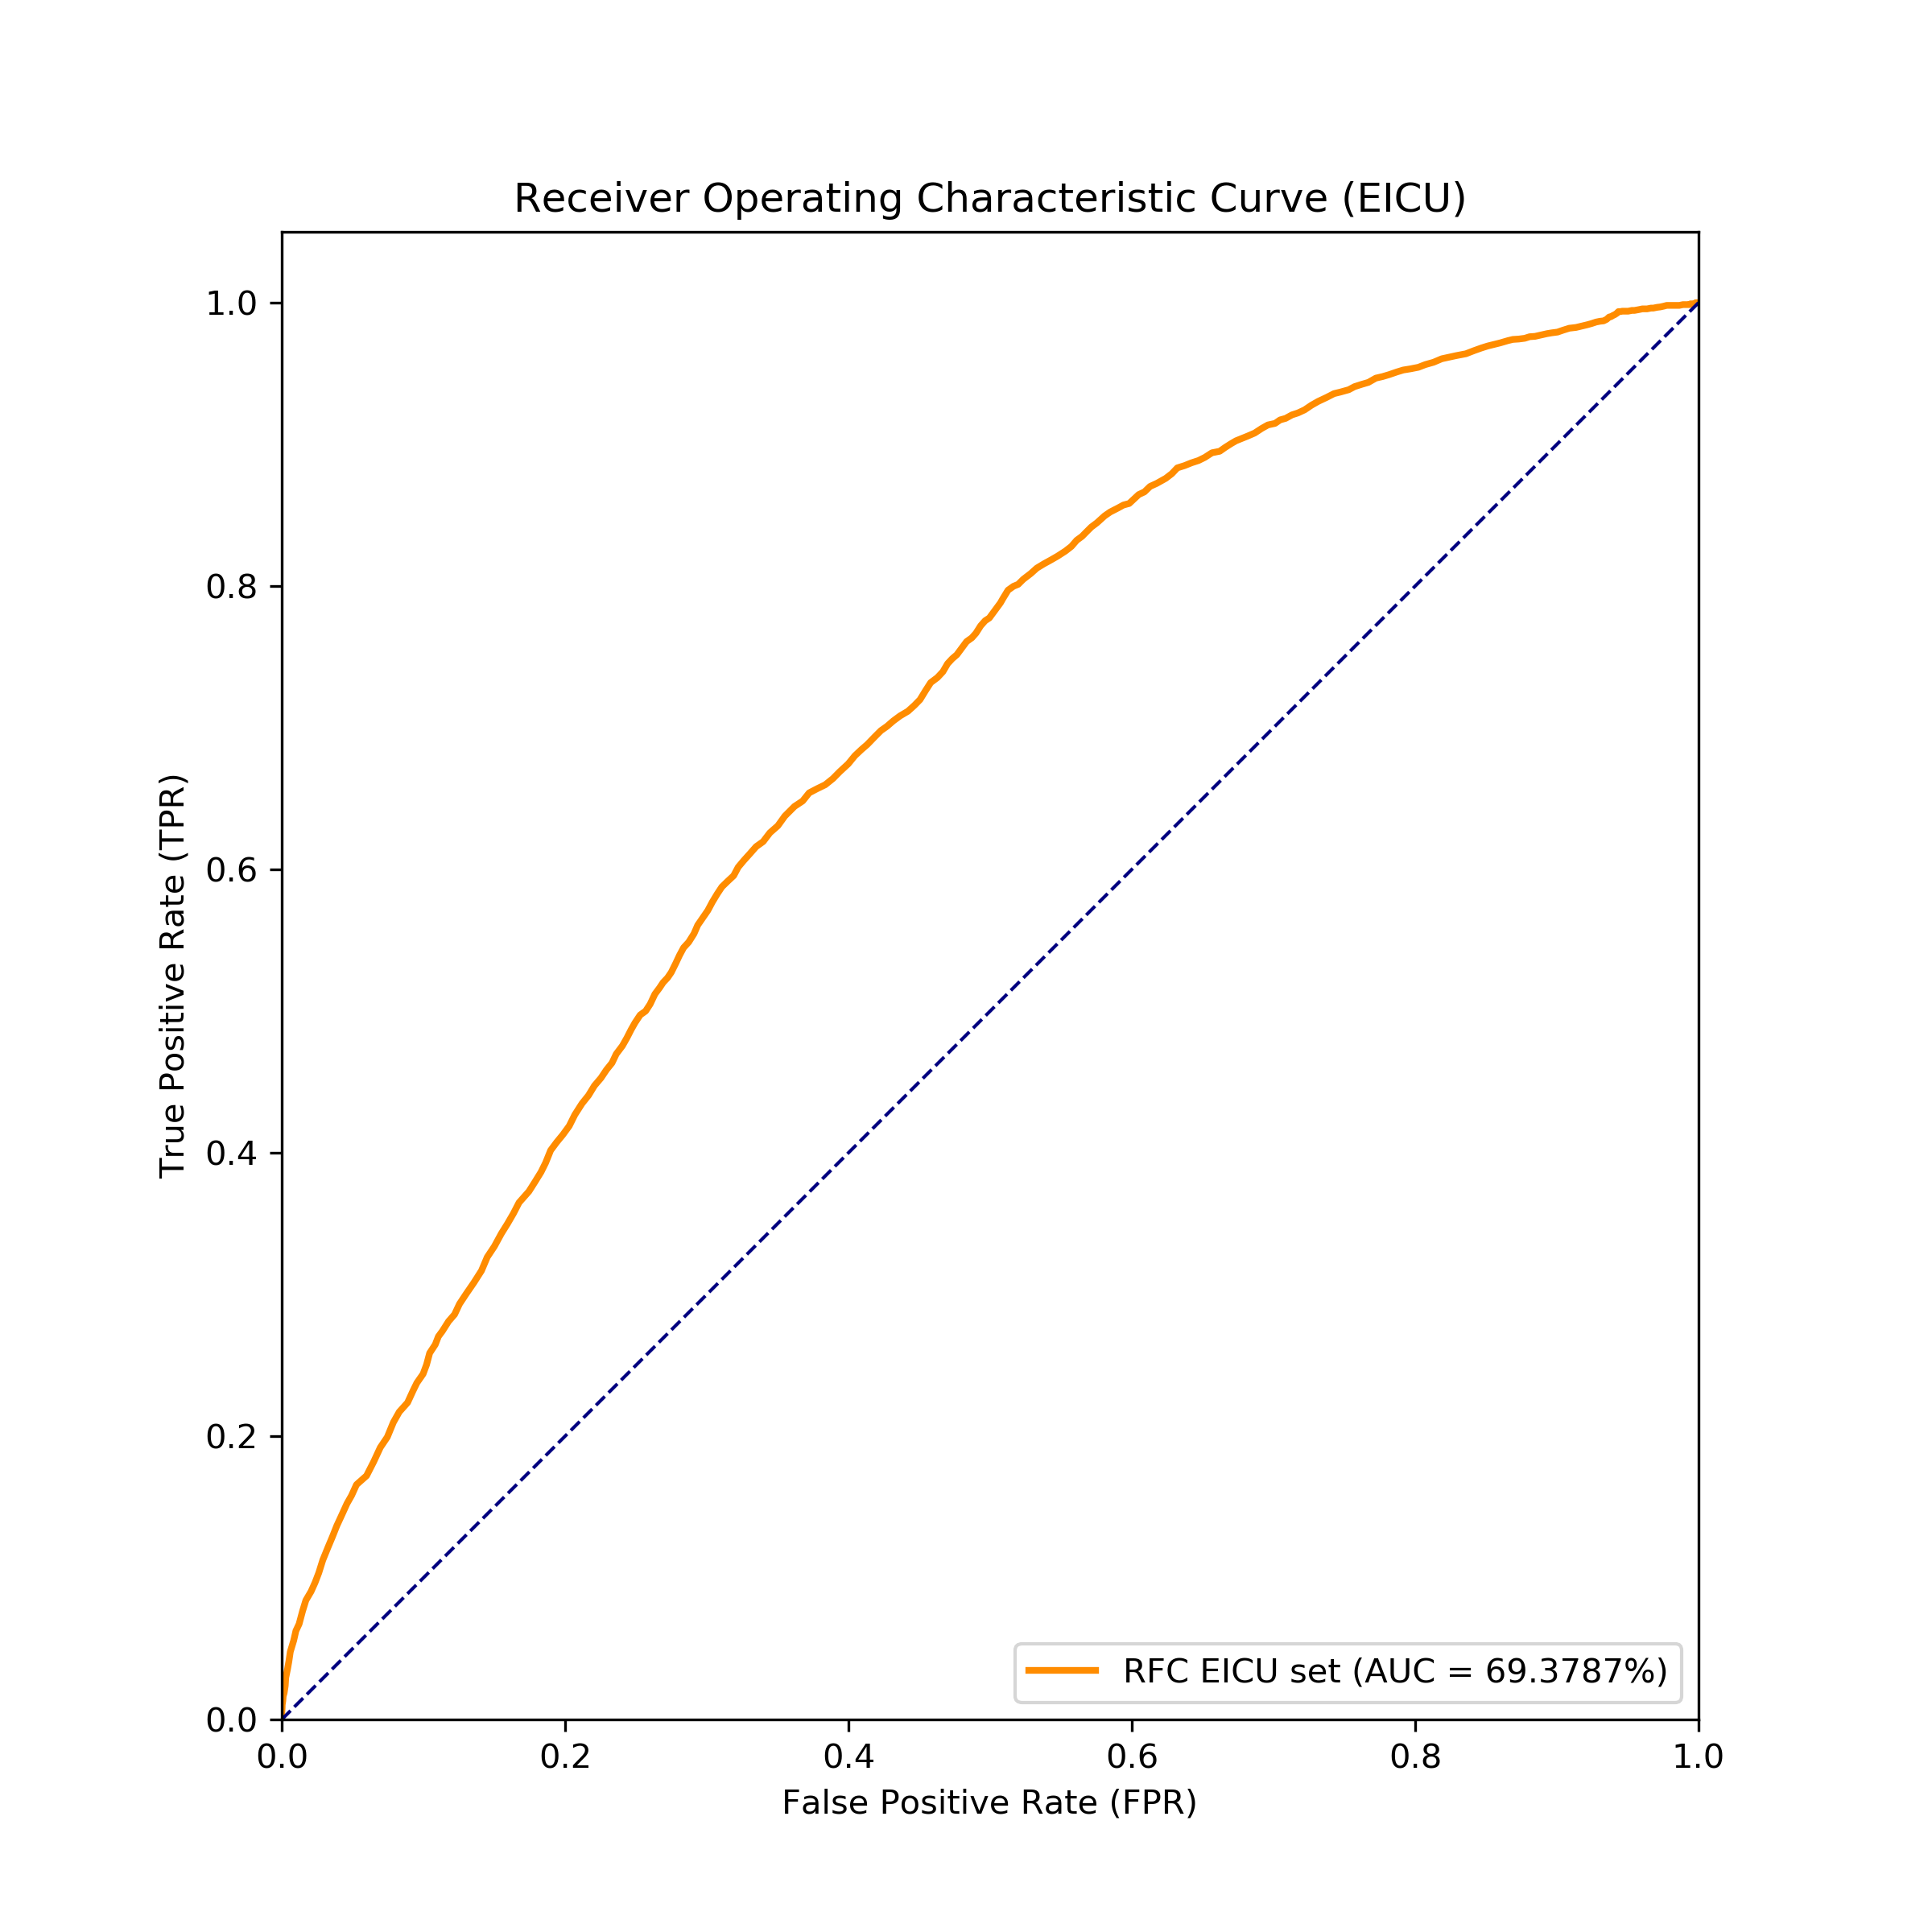 Receiver Operating Characteristic Curve (EICU)
1.0
0.8
0.6
0.4
0.2
0.0
True Positive Rate (TPR)
RFC EICU set (AUC = 69.3787%)
0.0 0.2 0.4 0.6 0.8 1.0
False Positive Rate (FPR)